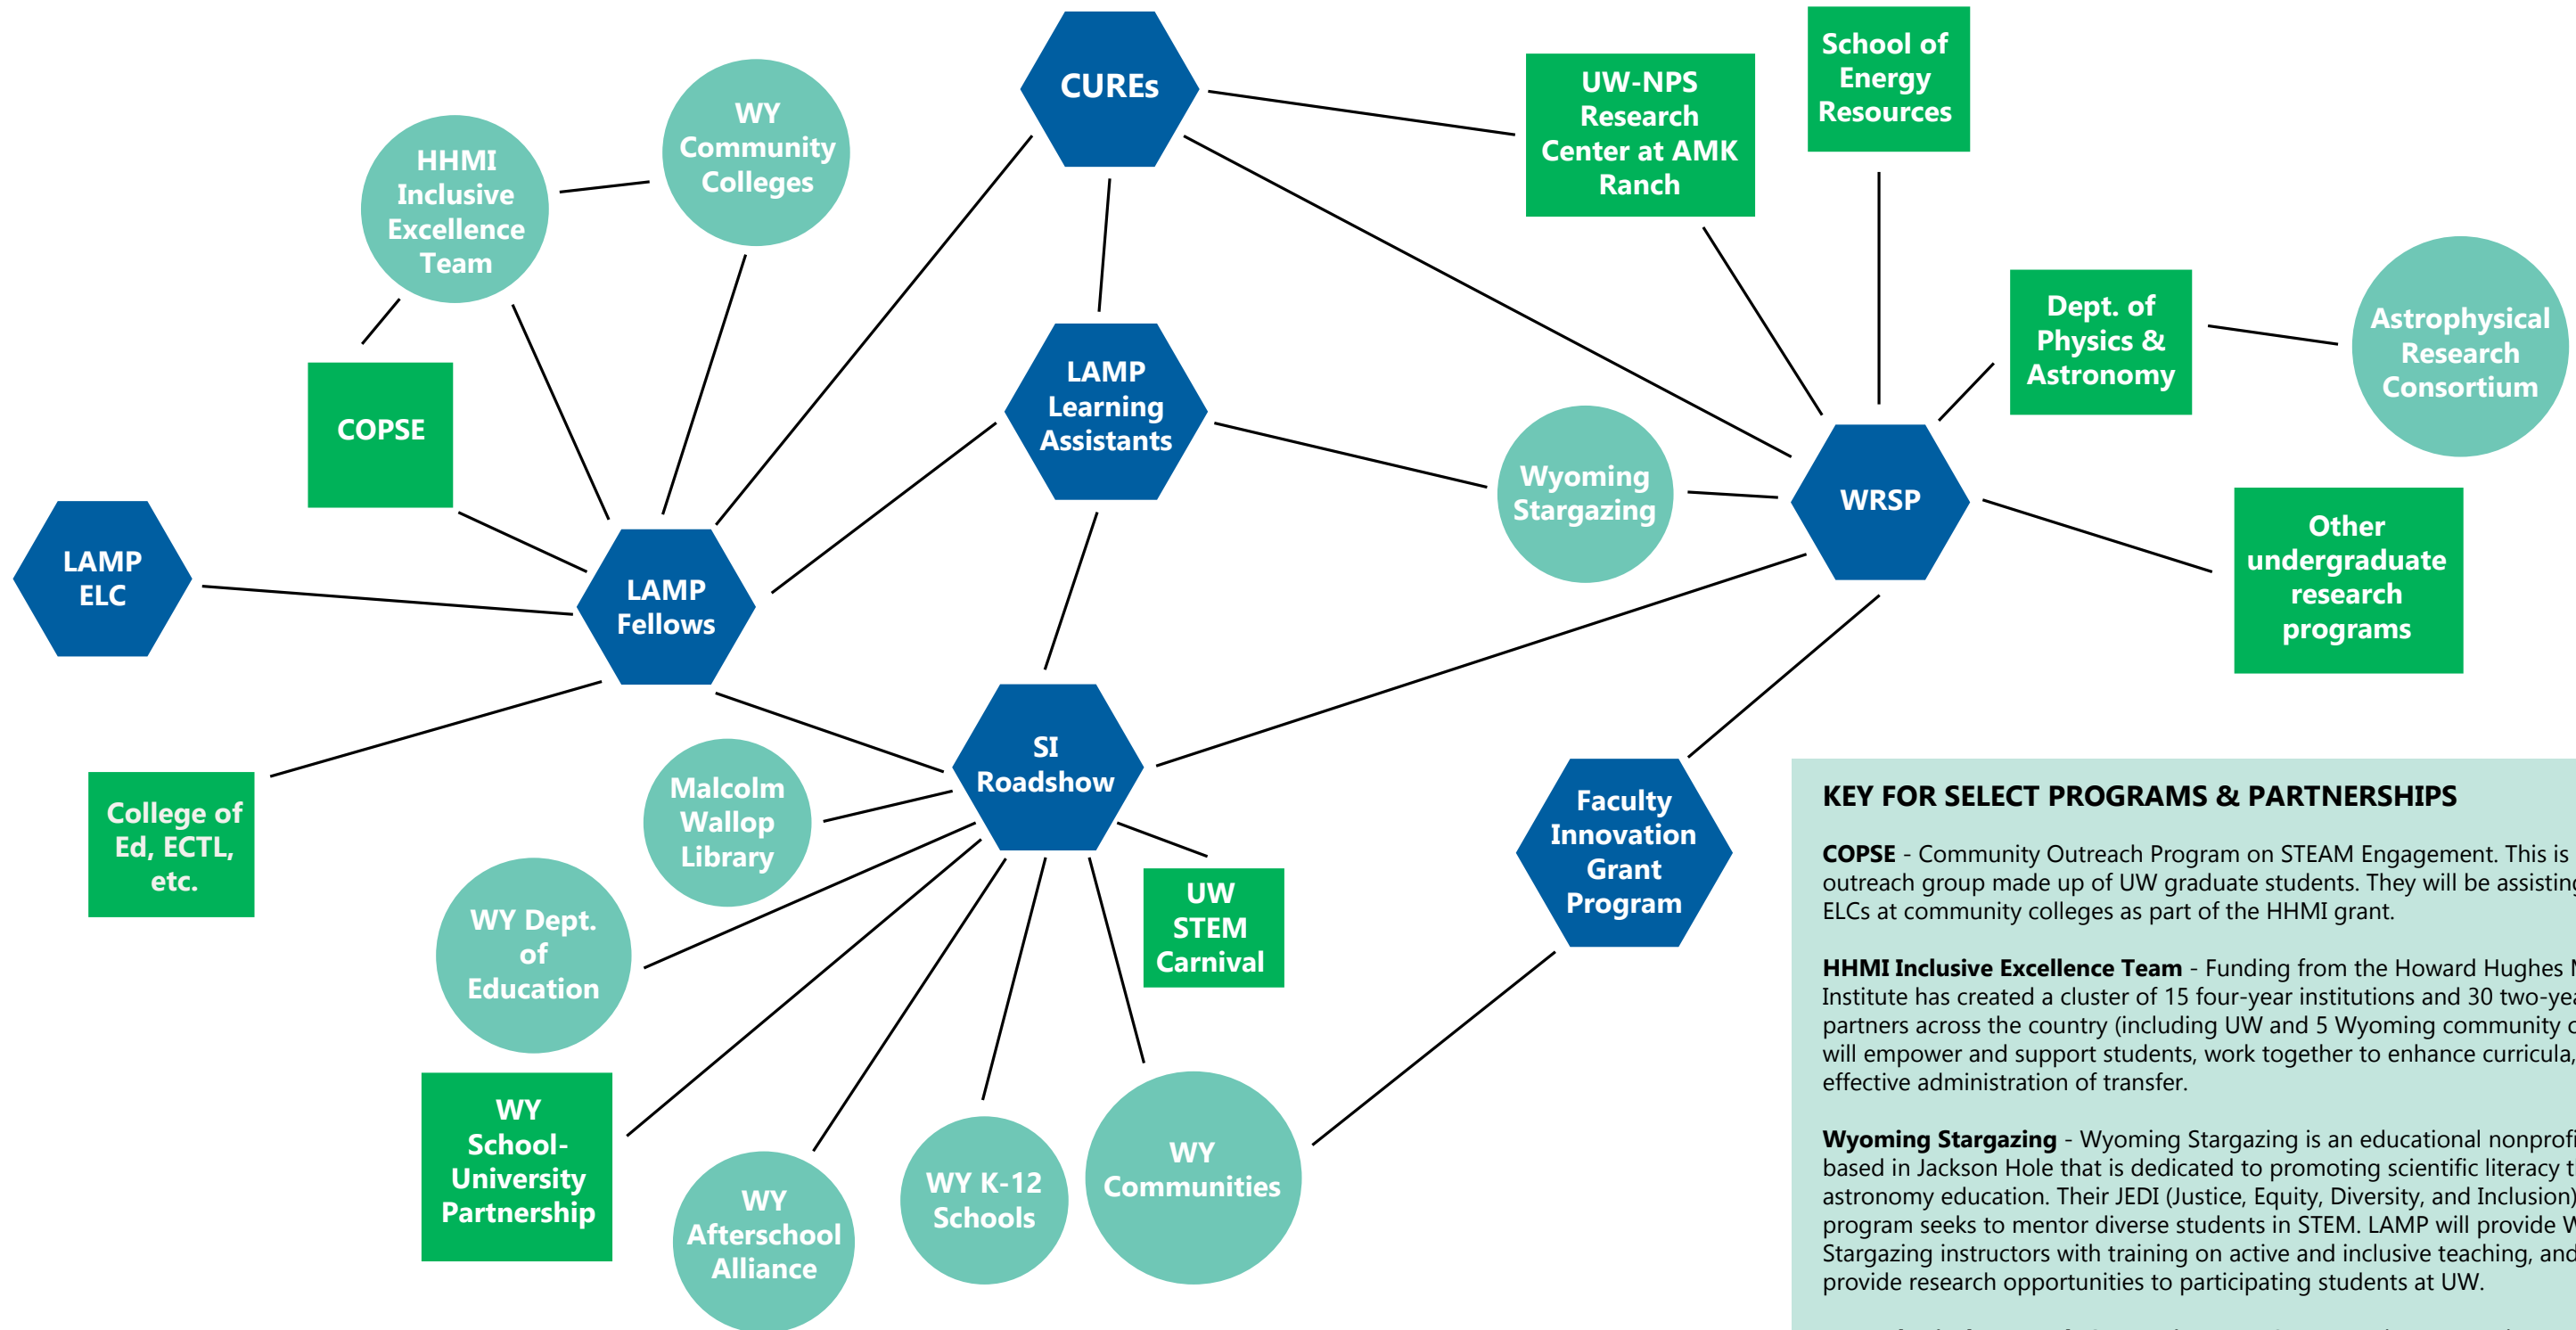 CUREs
School of
Energy
Resources
UW-NPS
Research
Center at AMK
Ranch
WY
Community
Colleges
HHMI
Inclusive
Excellence
Team
Dept. of
Physics &
Astronomy
Astrophysical
Research
Consortium
LAMP
Learning
Assistants
COPSE
Wyoming
Stargazing
WRSP
Other
undergraduate
research
programs
LAMP
ELC
LAMP
Fellows
SI
Roadshow
Malcolm
Wallop
Library
College of
Ed, ECTL,
etc.
Faculty
Innovation
Grant
Program
UW
STEM
Carnival
WY Dept.
of
Education
WY
School-
University
Partnership
WY
Afterschool
Alliance
WY K-12
Schools
WY
Communities
KEY FOR SELECT PROGRAMS & PARTNERSHIPS
COPSE - Community Outreach Program on STEAM Engagement. This is
outreach group made up of UW graduate students. They will be assisting
ELCs at community colleges as part of the HHMI grant.
HHMI Inclusive Excellence Team - Funding from the Howard Hughes
Institute has created a cluster of 15 four-year institutions and 30
partners across the country (including UW and 5 Wyoming community
will empower and support students, work together to enhance curricula,
effective administration of transfer.
Wyoming Stargazing - Wyoming Stargazing is an educational
based in Jackson Hole that is dedicated to promoting scientific literacy
astronomy education. Their JEDI (Justice, Equity, Diversity, and Inclusion)
program seeks to mentor diverse students in STEM. LAMP will provide
Stargazing instructors with training on active and inclusive teaching, and
provide research opportunities to participating students at UW.